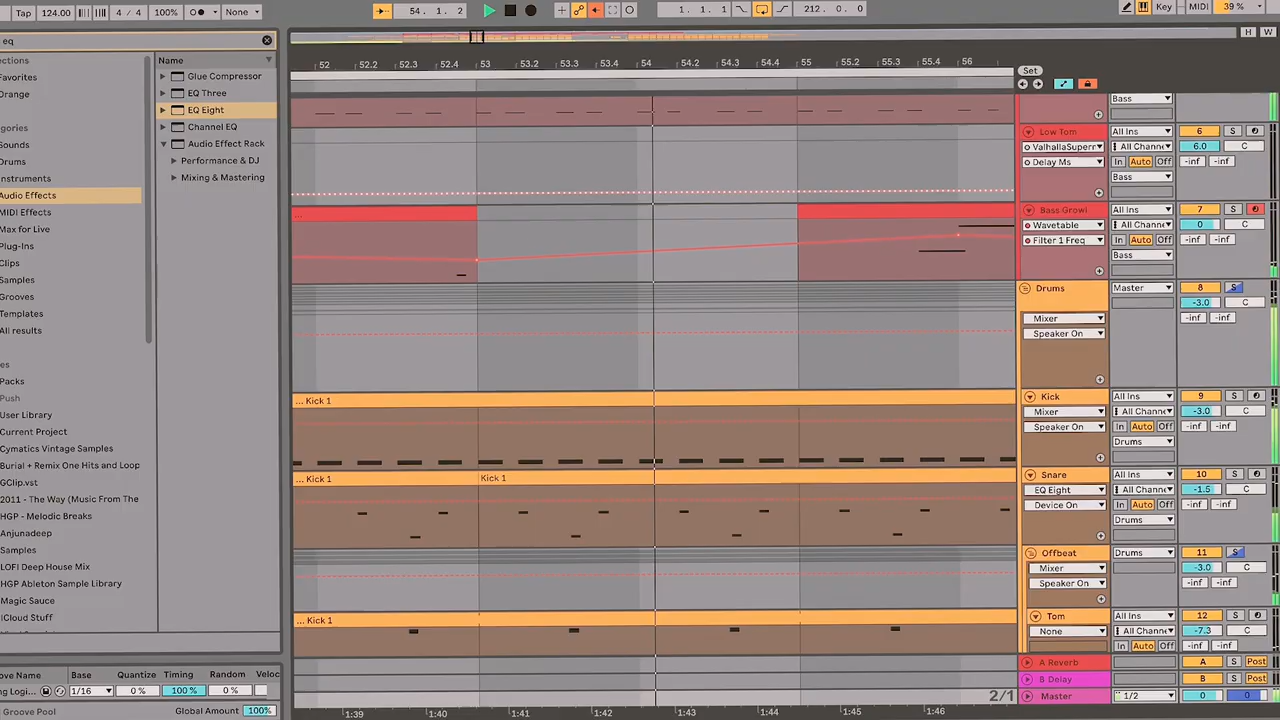 Tap 124.00 4 / 4 100% None 54. 1. 2 1. 1. 1 212. 0. 0 Key MIDI 39 %
eq
H W
ections
Name
Favorites
Orange
egories
Sounds
Drums
nstruments
Audio Effects
MIDI Effects
Max for Live
Plug-Ins
Clips
Samples
Grooves
Templates
All results
es
Packs
Push
User Library
Current Project
Cymatics Vintage Samples
Burial + Remix One Hits and Loop
GClip.vst
2011 - The Way (Music From The
HGP - Melodic Breaks
Anjunadeep
Samples
LOFI Deep House Mix
HGP Ableton Sample Library
Magic Sauce
iCloud Stuff
Glue Compressor
EQ Three
EQ Eight
Channel EQ
Audio Effect Rack
Performance & DJ
Mixing & Mastering
52 52.2 52.3 52.4 53 53.2 53.3 53.4 54 54.2 54.3 54.4 55 55.2 55.3 55.4 56
Set
Bass
Low Tom All Ins 6 S
ValhallaSuperr All Channe 6.0 C
Delay Ms In Auto Off -inf -inf
Bass
...
Bass Growl All Ins 7 S
Wavetable All Channe 0 C
Filter 1 Freq In Auto Off -inf -inf
Bass
Drums Master 8 S
-3.0 C
Mixer -inf -inf
Speaker On
... Kick 1
Kick All Ins 9 S
Mixer All Channe -3.0 C
Speaker On In Auto Off -inf -inf
Drums
... Kick 1 Kick 1
Snare All Ins 10 S
EQ Eight All Channe -1.5 C
Device On In Auto Off -inf -inf
Drums
Offbeat Drums 11 S
Mixer -3.0 C
Speaker On -inf -inf
... Kick 1
Tom All Ins 12 S
None All Channe -7.3 C
In Auto Off -inf -inf
A Reverb A S Post
B Delay B S Post
2/1 Master 1/2 0 0
1:39 1:40 1:41 1:42 1:43 1:44 1:45 1:46
ove Name Base Quantize Timing Random Veloc
ng Logi... 1/16 0 % 100 % 0 %
Groove Pool Global Amount 100%